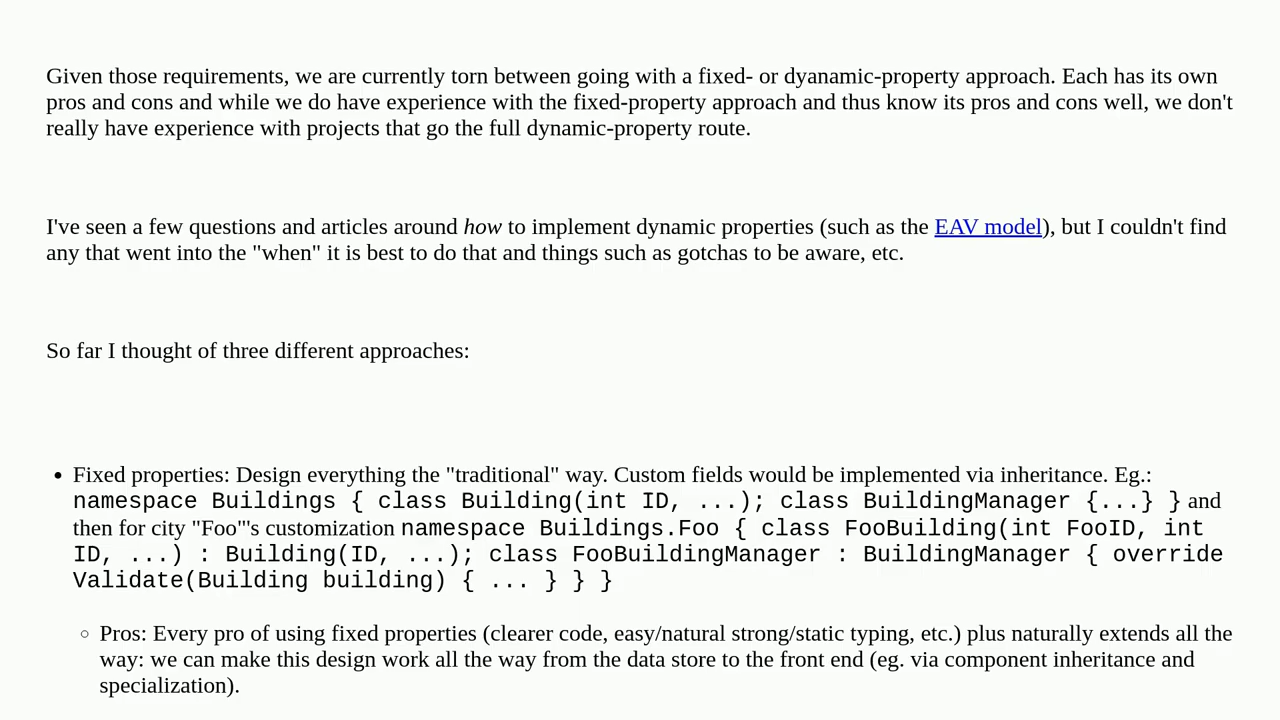 Given those requirements, we are currently torn between going with a fixed- or dyanamic-property approach. Each has its own
pros and cons and while we do have experience with the fixed-property approach and thus know its pros and cons well, we don't
really have experience with projects that go the full dynamic-property route.
I've seen a few questions and articles around how to implement dynamic properties (such as the EAV model), but I couldn't find
any that went into the "when" it is best to do that and things such as gotchas to be aware, etc.
So far I thought of three different approaches:
• Fixed properties: Design everything the "traditional" way. Custom fields would be implemented via inheritance. Eg.:
namespace Buildings { class Building(int ID, ...); class BuildingManager {...} } and
then for city "Foo"'s customization namespace Buildings.Foo { class FooBuilding(int FooID, int
ID, ...) : Building(ID, ...); class FooBuildingManager : BuildingManager { override
Validate(Building building) { ... } } }
◦ Pros: Every pro of using fixed properties (clearer code, easy/natural strong/static typing, etc.) plus naturally extends all the
way: we can make this design work all the way from the data store to the front end (eg. via component inheritance and
specialization).